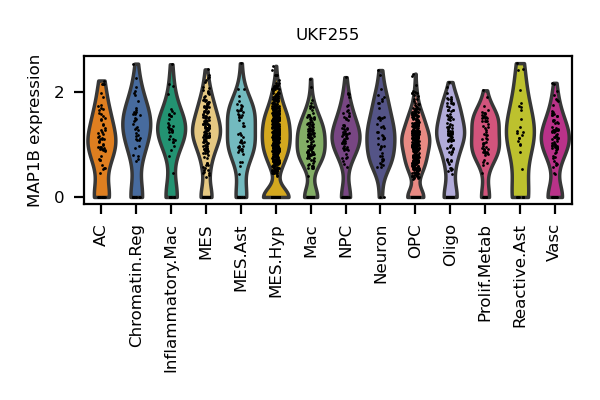 UKF255
MAP1B expression
2
0
AC
Chromatin.Reg
Inflammatory.Mac
MES
MES.Ast
MES.Hyp
Mac
NPC
Neuron
OPC
Oligo
Prolif.Metab
Reactive.Ast
Vasc